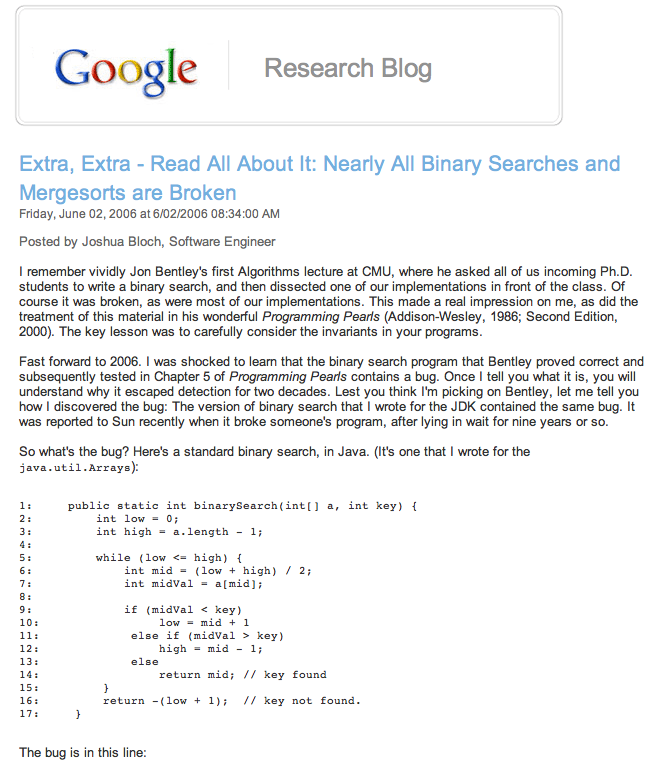 Google
Research Blog
Extra, Extra - Read All About It: Nearly All Binary Searches and
Mergesorts are Broken
Friday, June 02, 2006 at 6/02/2006 08:34:00 AM
Posted by Joshua Bloch, Software Engineer
I remember vividly Jon Bentley's first Algorithms lecture at CMU, where he asked all of us incoming Ph.D.
students to write a binary search, and then dissected one of our implementations in front of the class. Of
course it was broken, as were most of our implementations. This made a real impression on me, as did the
treatment of this material in his wonderful Programming Pearls (Addison-Wesley, 1986; Second Edition,
2000). The key lesson was to carefully consider the invariants in your programs.
Fast forward to 2006. I was shocked to learn that the binary search program that Bentley proved correct and
subsequently tested in Chapter 5 of Programming Pearls contains a bug. Once I tell you what it is, you will
understand why it escaped detection for two decades. Lest you think I'm picking on Bentley, let me tell you
how I discovered the bug: The version of binary search that I wrote for the JDK contained the same bug. It
was reported to Sun recently when it broke someone's program, after lying in wait for nine years or so.
So what's the bug? Here's a standard binary search, in Java. (It's one that I wrote for the
java.util.Arrays):
1:     public static int binarySearch(int[] a, int key) {
2:         int low = 0;
3:         int high = a.length - 1;
4:
5:         while (low <= high) {
6:             int mid = (low + high) / 2;
7:             int midVal = a[mid];
8:
9:             if (midVal < key)
10:                 low = mid + 1
11:             else if (midVal > key)
12:                 high = mid - 1;
13:             else
14:                 return mid; // key found
15:         }
16:         return -(low + 1);  // key not found.
17:     }
The bug is in this line: